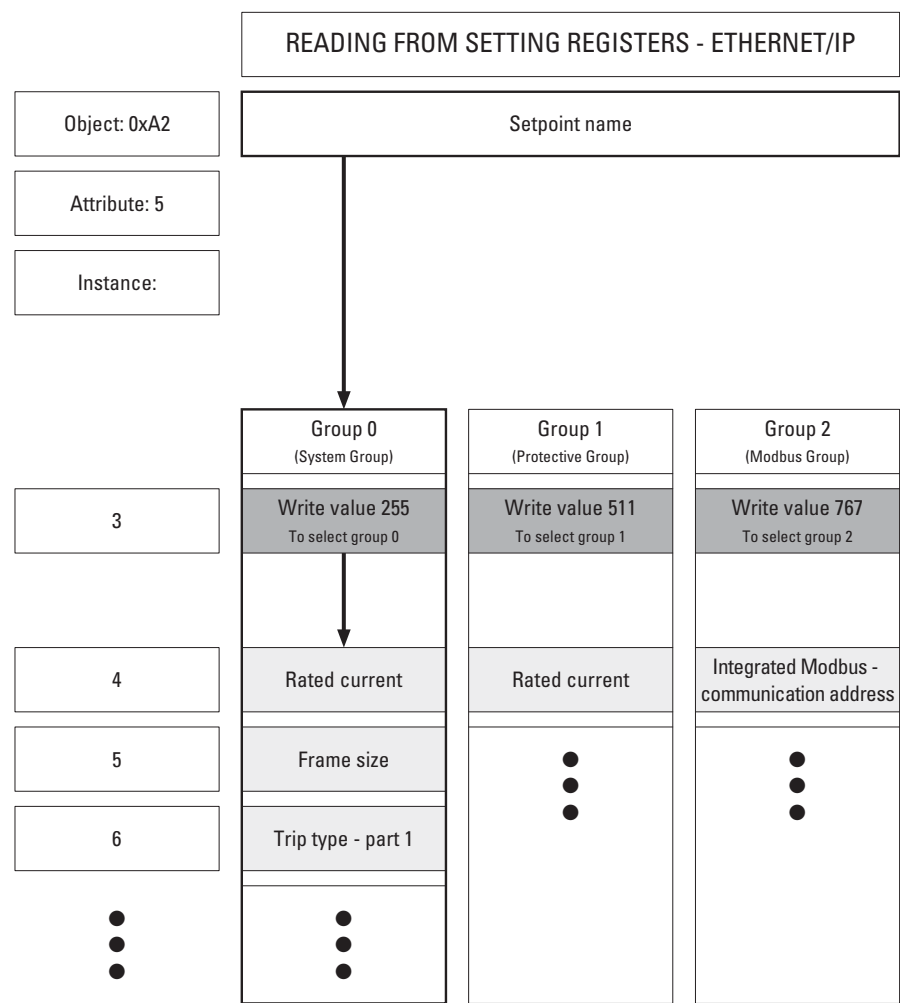 READING FROM SETTING REGISTERS - ETHERNET/IP
Object: 0xA2
Setpoint name
Attribute: 5
Instance:
Group 0
(System Group)
Group 1
(Protective Group)
Group 2
(Modbus Group)
3
Write value 255
To select group 0
Write value 511
To select group 1
Write value 767
To select group 2
4
Rated current
Rated current
Integrated Modbus -
communication address
5
Frame size
6
Trip type - part 1